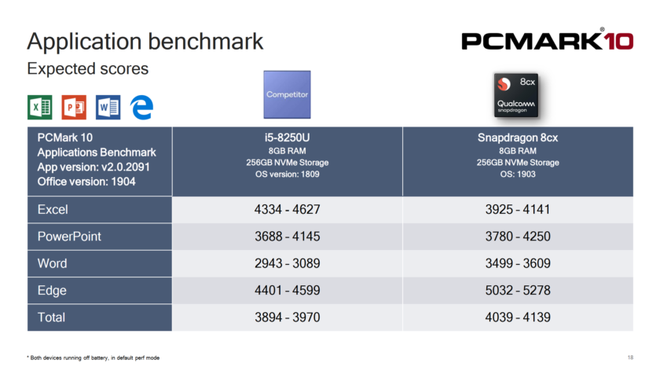 Application benchmark
PCMARK®10
Expected scores
Competitor
8cx
Qualcomm
snapdragon
PCMark 10
Applications Benchmark
App version: v2.0.2091
Office version: 1904
i5-8250U
8GB RAM
256GB NVMe Storage
OS version: 1809
Snapdragon 8cx
8GB RAM
256GB NVMe Storage
OS: 1903
Excel 4334 - 4627 3925 - 4141
PowerPoint 3688 - 4145 3780 - 4250
Word 2943 - 3089 3499 - 3609
Edge 4401 - 4599 5032 - 5278
Total 3894 - 3970 4039 - 4139
* Both devices running off battery, in default perf mode
18